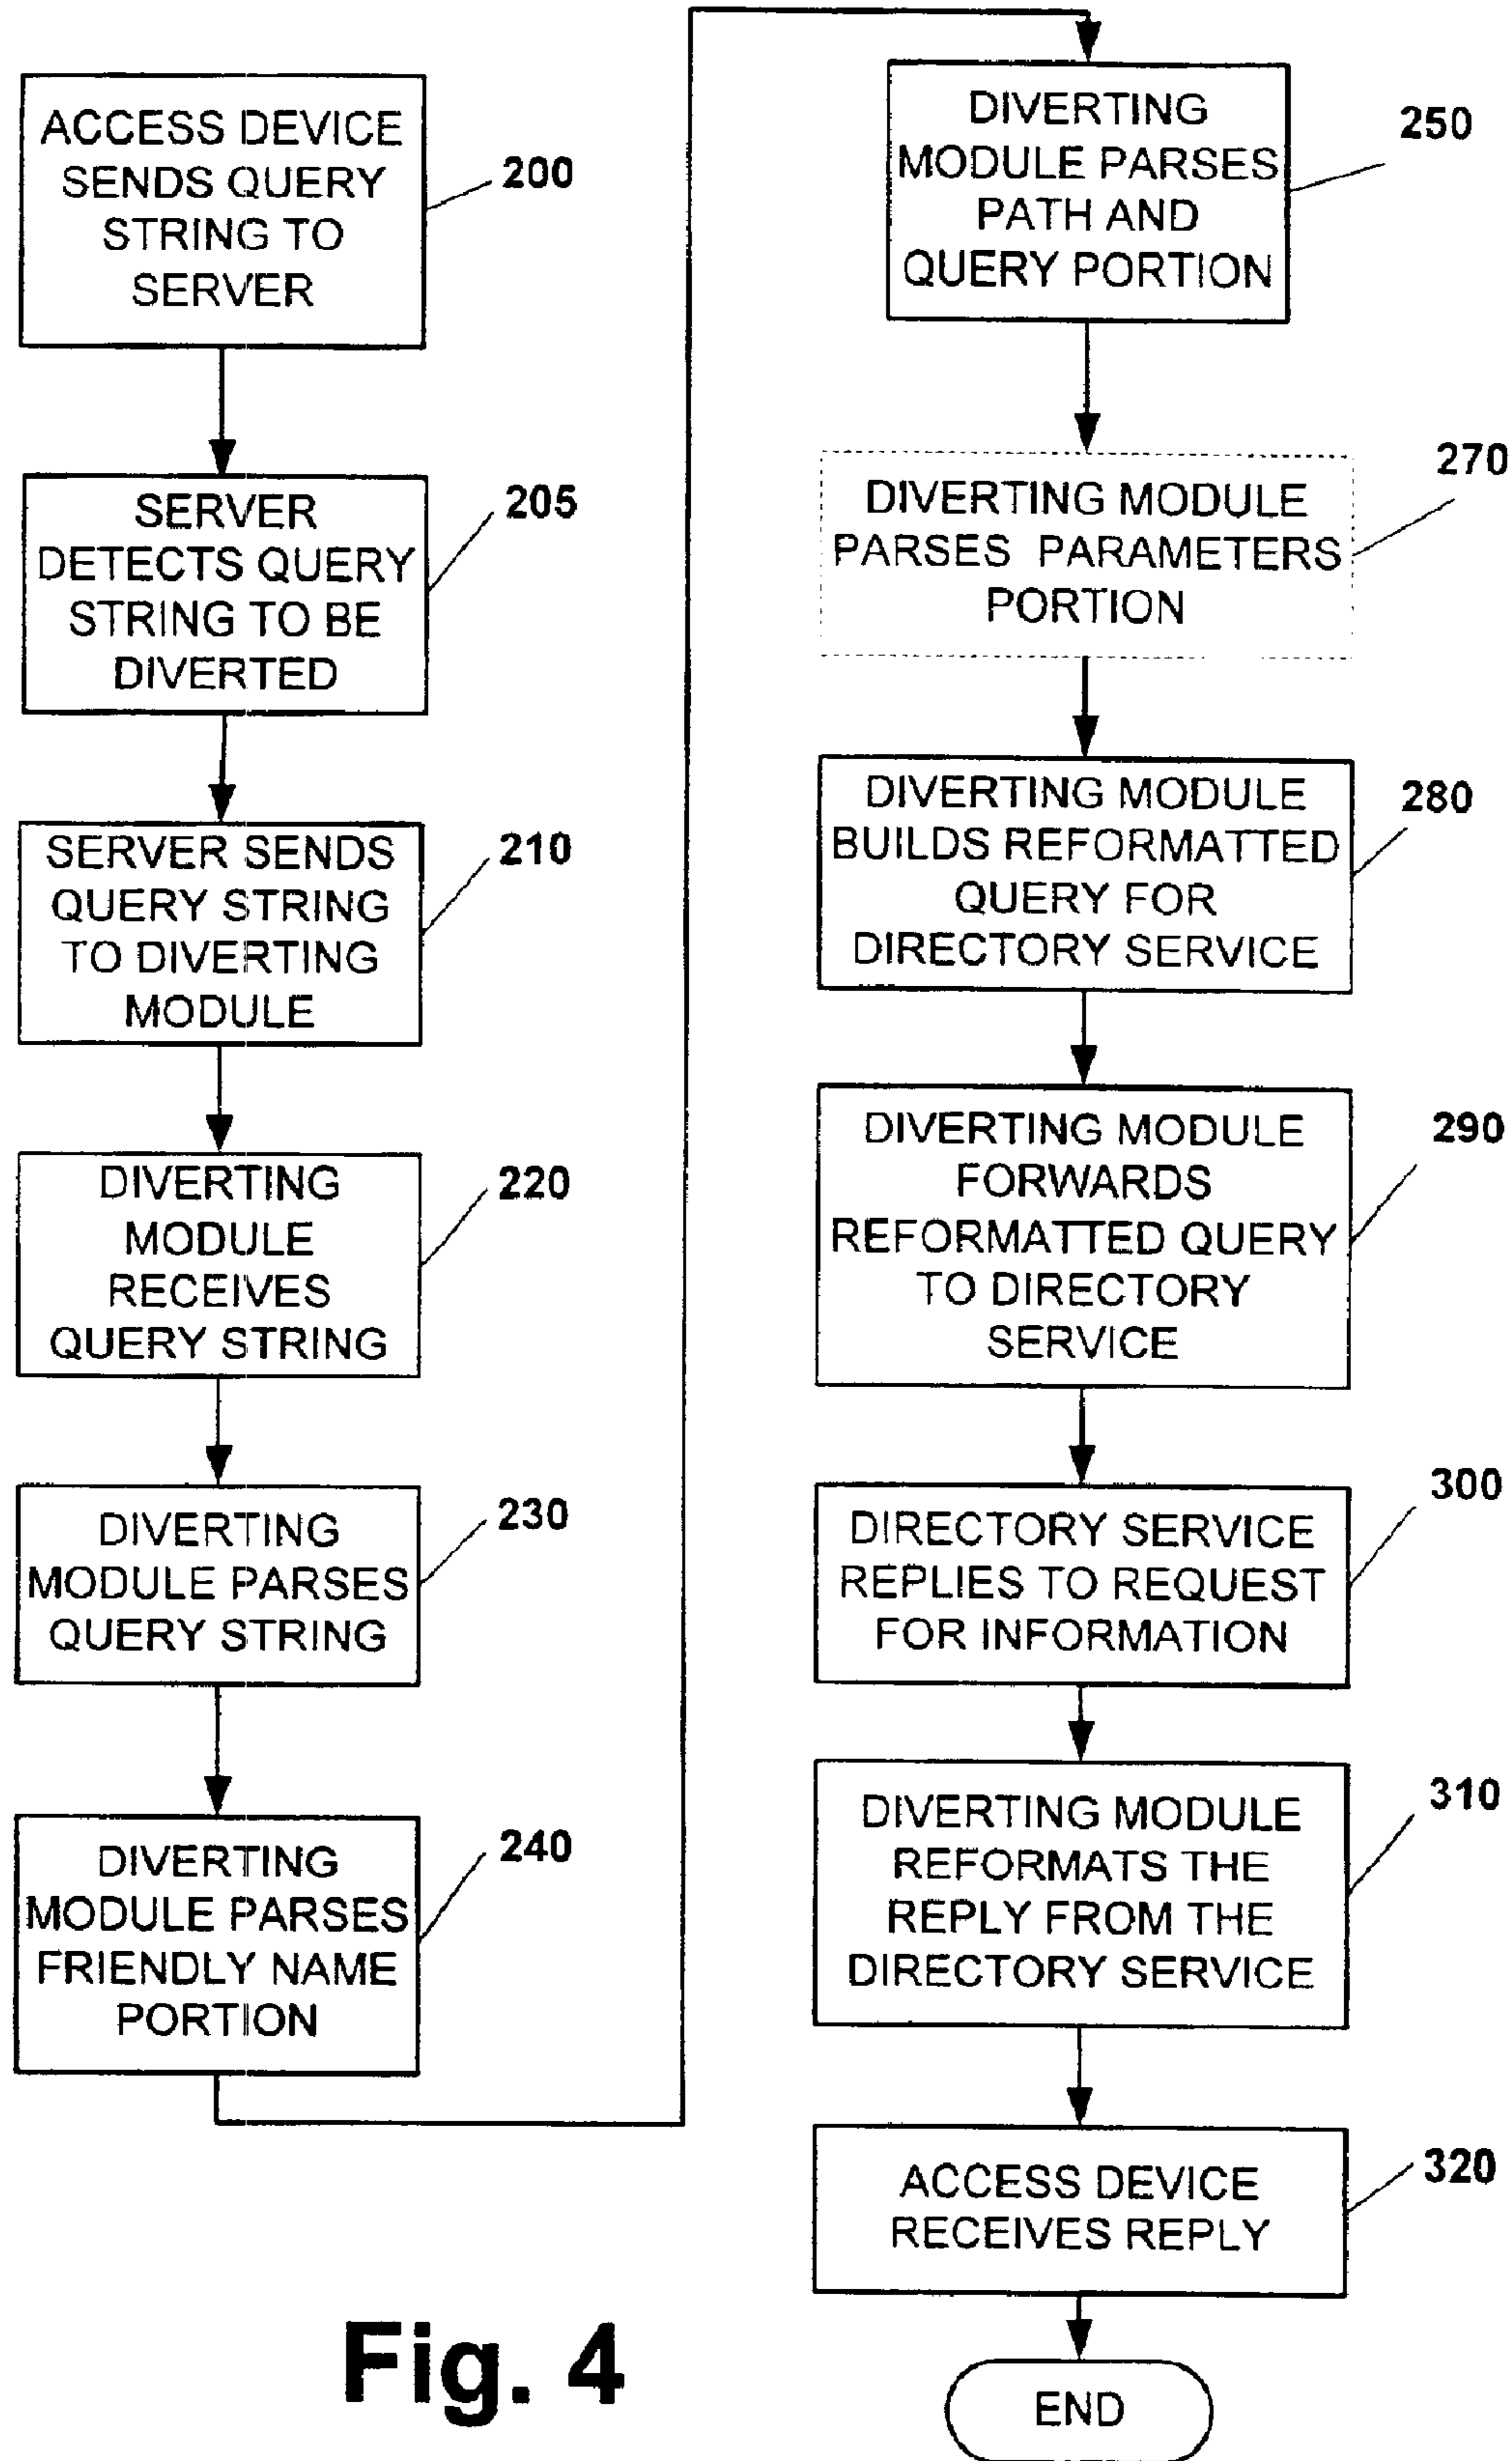 ACCESS DEVICE
SENDS QUERY
STRING TO
SERVER
200
SERVER
DETECTS QUERY
STRING TO BE
DIVERTED
205
SERVER SENDS
QUERY STRING
TO DIVERTING
MODULE
210
DIVERTING
MODULE
RECEIVES
QUERY STRING
220
DIVERTING
MODULE PARSES
QUERY STRING
230
DIVERTING
MODULE PARSES
FRIENDLY NAME
PORTION
240
DIVERTING
MODULE PARSES
PATH AND
QUERY PORTION
250
DIVERTING MODULE
PARSES PARAMETERS
PORTION
270
DIVERTING MODULE
BUILDS REFORMATTED
QUERY FOR
DIRECTORY SERVICE
280
DIVERTING MODULE
FORWARDS
REFORMATTED QUERY
TO DIRECTORY
SERVICE
290
DIRECTORY SERVICE
REPLIES TO REQUEST
FOR INFORMATION
300
DIVERTING MODULE
REFORMATS THE
REPLY FROM THE
DIRECTORY SERVICE
310
ACCESS DEVICE
RECEIVES REPLY
320
END
Fig. 4